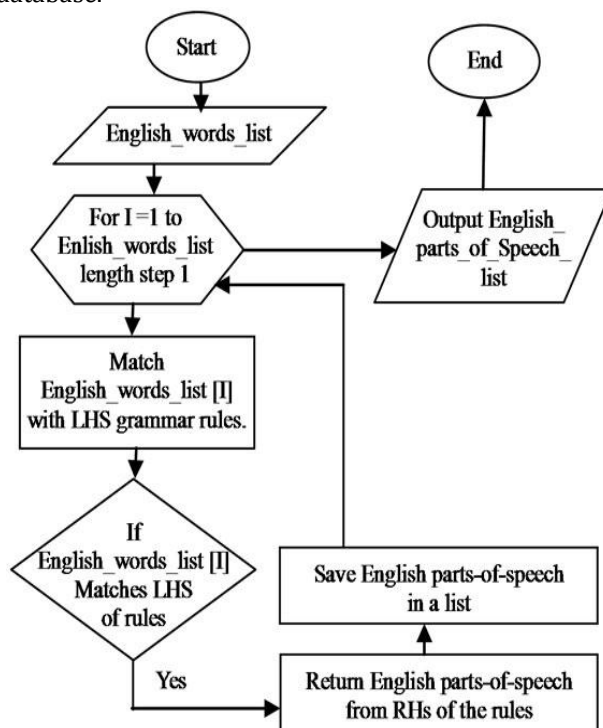 database.
Start
English_words_list
For I =1 to
Enlish_words_list
length step 1
Match
English_words_list [I]
with LHS grammar rules.
If
English_words_list [I]
Matches LHS
of rules
Yes
Return English parts-of-speech
from RHs of the rules
Save English parts-of-speech
in a list
Output English_
parts_of_Speech_
list
End